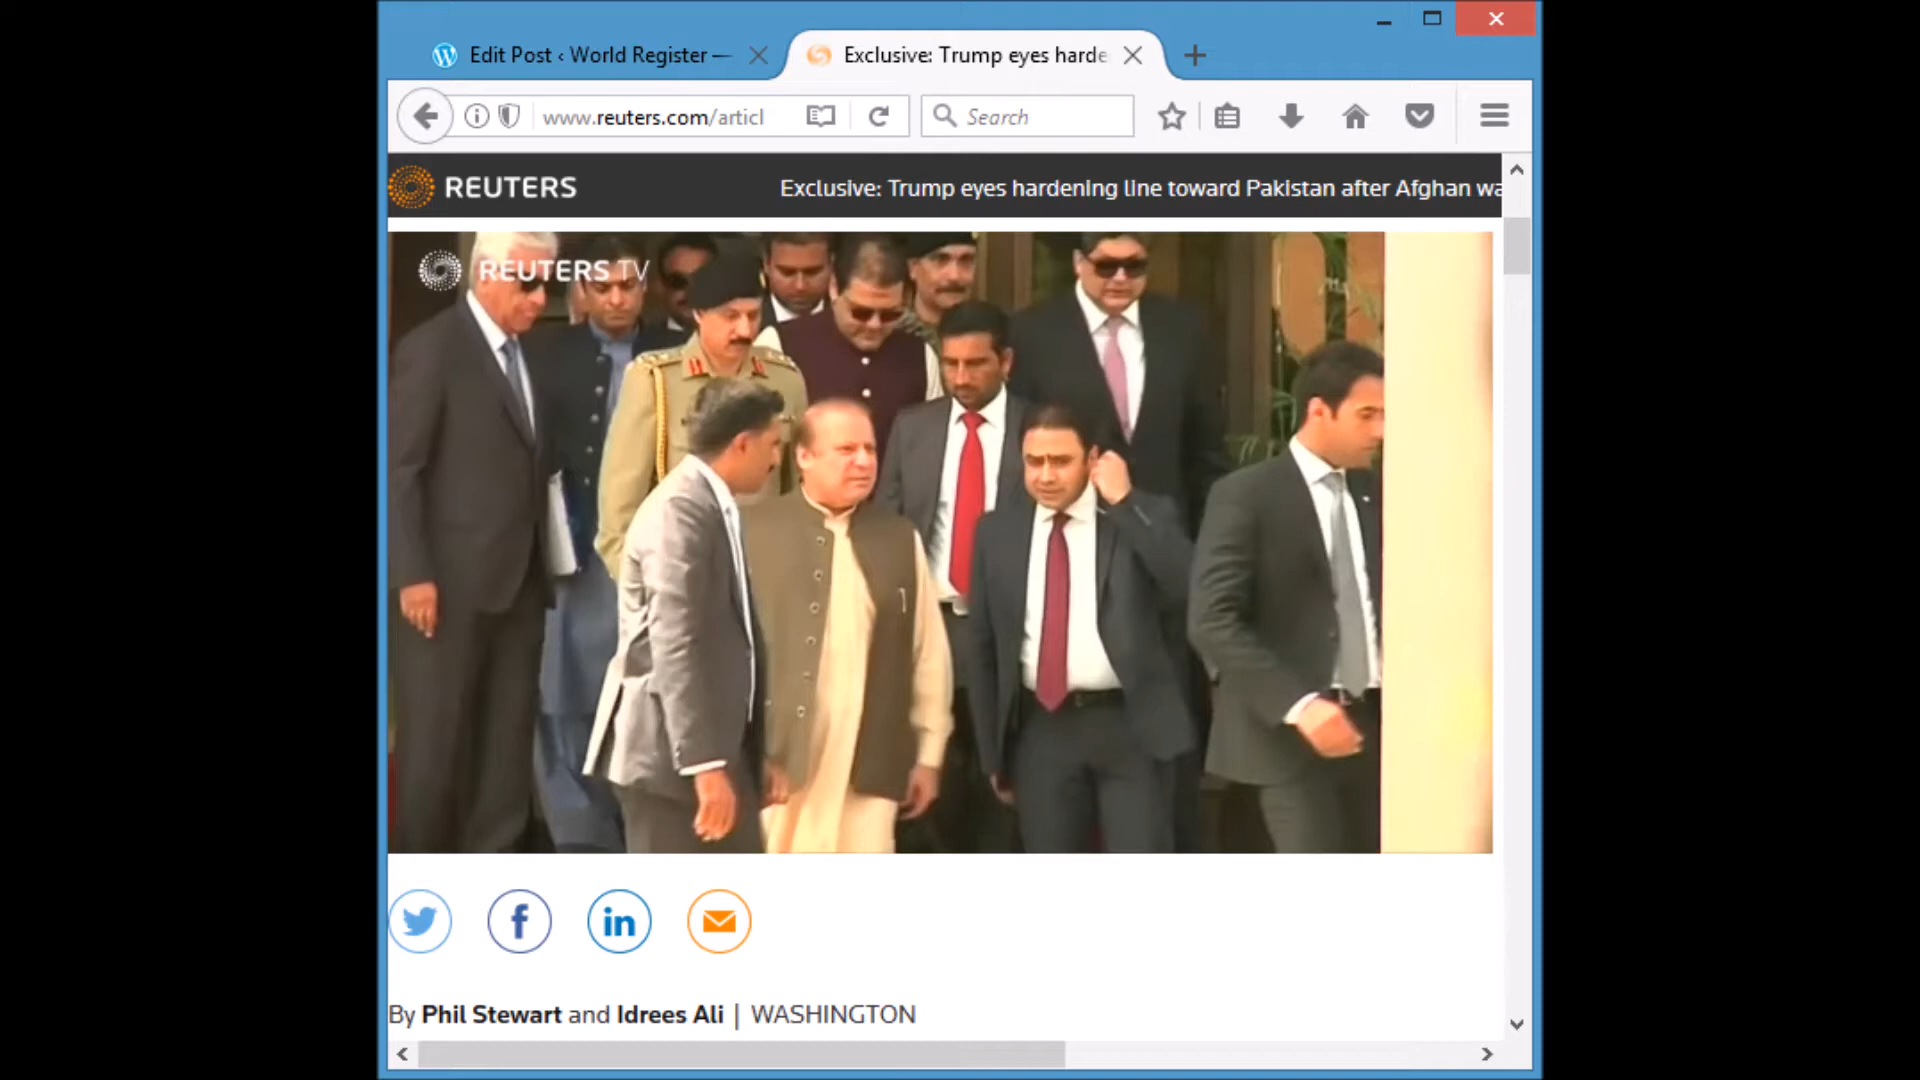 Edit Post ‹ World Register —
Exclusive: Trump eyes harde
www.reuters.com/articl
Search
REUTERS
Exclusive: Trump eyes hardening line toward Pakistan after Afghan wa
REUTERS TV
f
in
By Phil Stewart and Idrees Ali | WASHINGTON